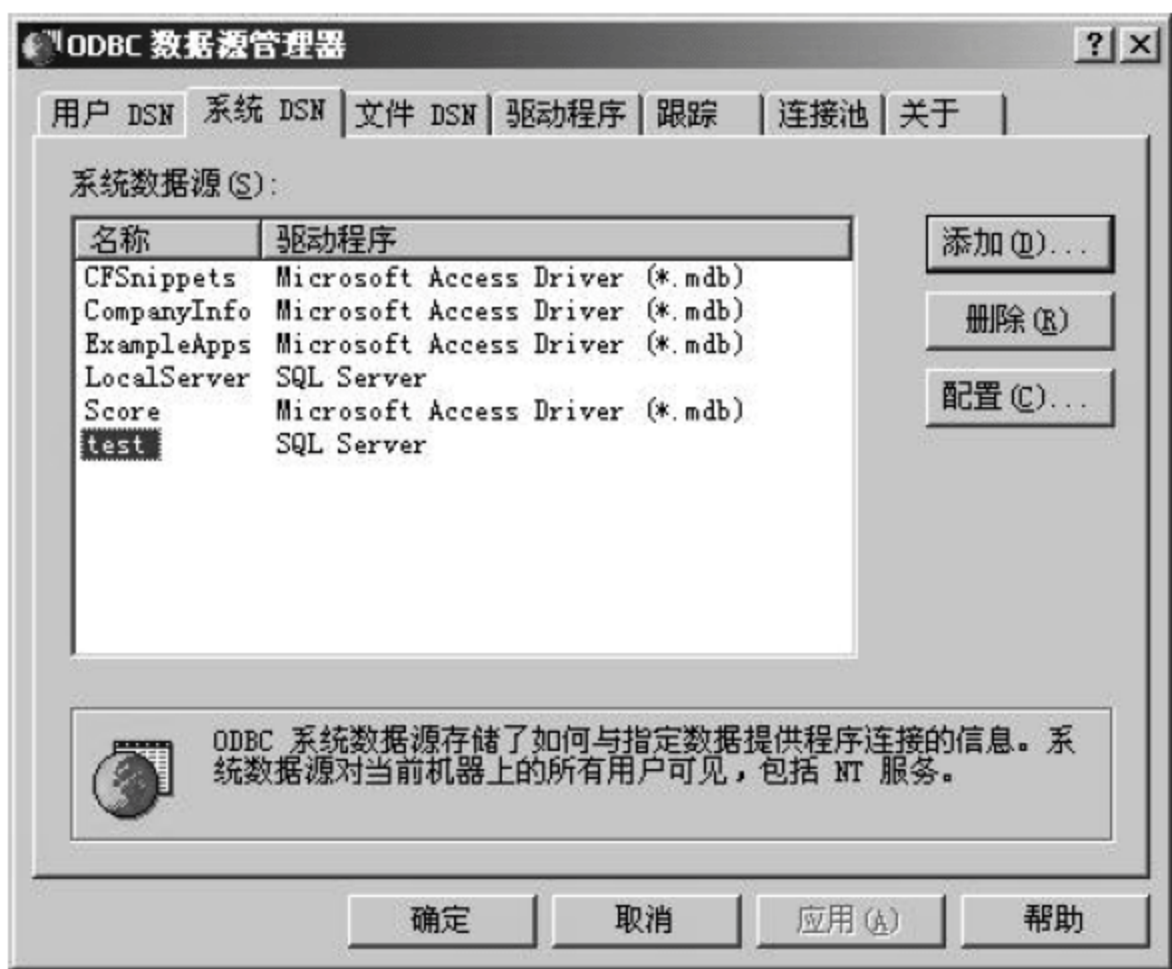 ODBC 数据源管理器
用户 DSN 系统 DSN 文件 DSN 驱动程序 跟踪 连接池 关于
系统数据源(S):
名称 驱动程序
CFSnippets Microsoft Access Driver (*.mdb)
CompanyInfo Microsoft Access Driver (*.mdb)
ExampleApps Microsoft Access Driver (*.mdb)
LocalServer SQL Server
Score Microsoft Access Driver (*.mdb)
test SQL Server
添加(D)...
删除(R)
配置(C)...
ODBC 系统数据源存储了如何与指定数据提供程序连接的信息。系
统数据源对当前机器上的所有用户可见，包括 NT 服务。
确定 取消 应用(A) 帮助